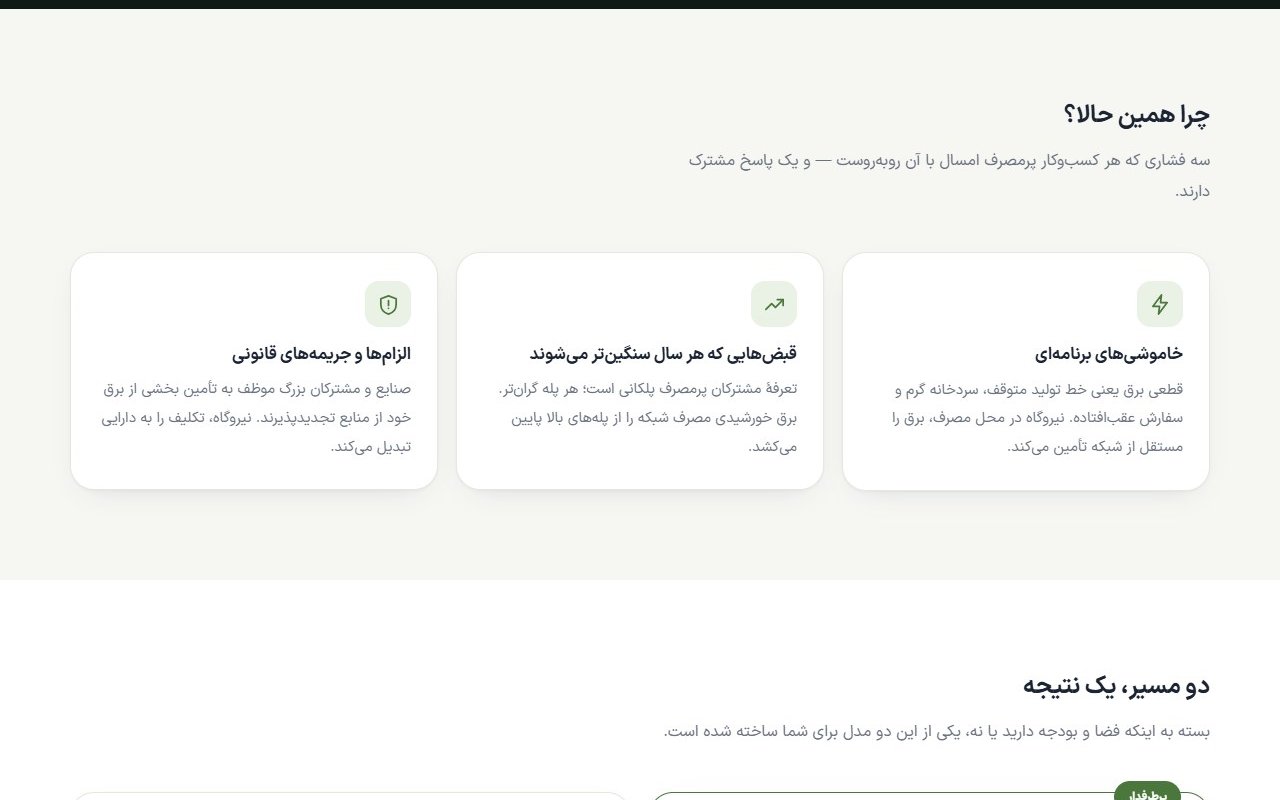 چرا همین حالا؟
سه فشاری که هر کسب‌وکار پرمصرف امسال با آن روبه‌روست — و یک پاسخ مشترک
دارند.
خاموشی‌های برنامه‌ای
قطعی برق یعنی خط تولید متوقف، سردخانه گرم و
سفارش عقب‌افتاده. نیروگاه در محل مصرف، برق را
مستقل از شبکه تأمین می‌کند.
قبض‌هایی که هر سال سنگین‌تر می‌شوند
تعرفهٔ مشترکان پرمصرف پلکانی است؛ هر پله گران‌تر.
برق خورشیدی مصرف شبکه را از پله‌های بالا پایین
می‌کشد.
الزام‌ها و جریمه‌های قانونی
صنایع و مشترکان بزرگ موظف به تأمین بخشی از برق
خود از منابع تجدیدپذیرند. نیروگاه، تکلیف را به دارایی
تبدیل می‌کند.
دو مسیر، یک نتیجه
بسته به اینکه فضا و بودجه دارید یا نه، یکی از این دو مدل برای شما ساخته شده است.
پرطرفدار